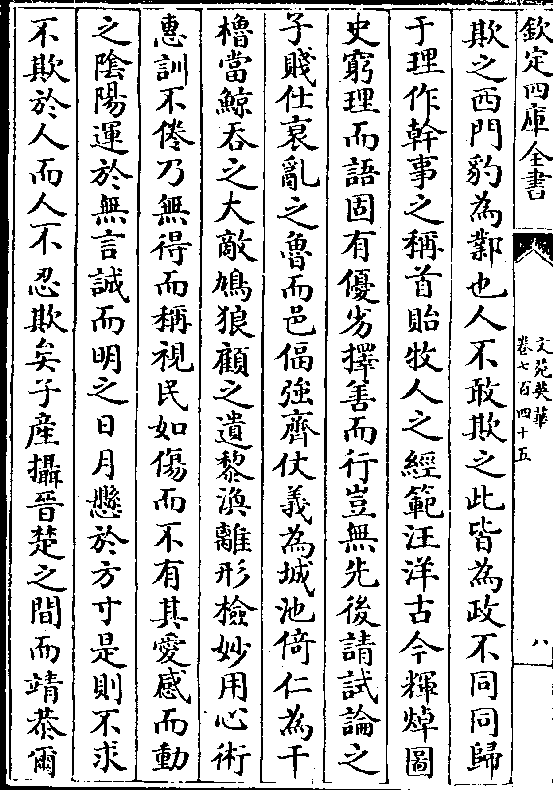 欽定四庫全書
文苑英華
卷七百四十五
八
欺之西門豹為鄴也人不敢欺之此皆為政不同同歸
于理作幹事之稱首貽牧人之經範汪洋古今輝焯圖
史窮理而語固有優劣擇善而行豈無先後請試論之
子賤仕衰亂之魯而邑偪強齊仗義為城池倚仁為干
櫓當鯨吞之大敵鳩狼顧之遺黎渙離形檢妙用心術
惠訓不倦乃無得而稱視民如傷而不有其愛感而動
之隂陽運於無言誠而明之日月懸於方寸是則不求
不欺於人而人不忍欺矣子產攝晉楚之間而靖恭爾